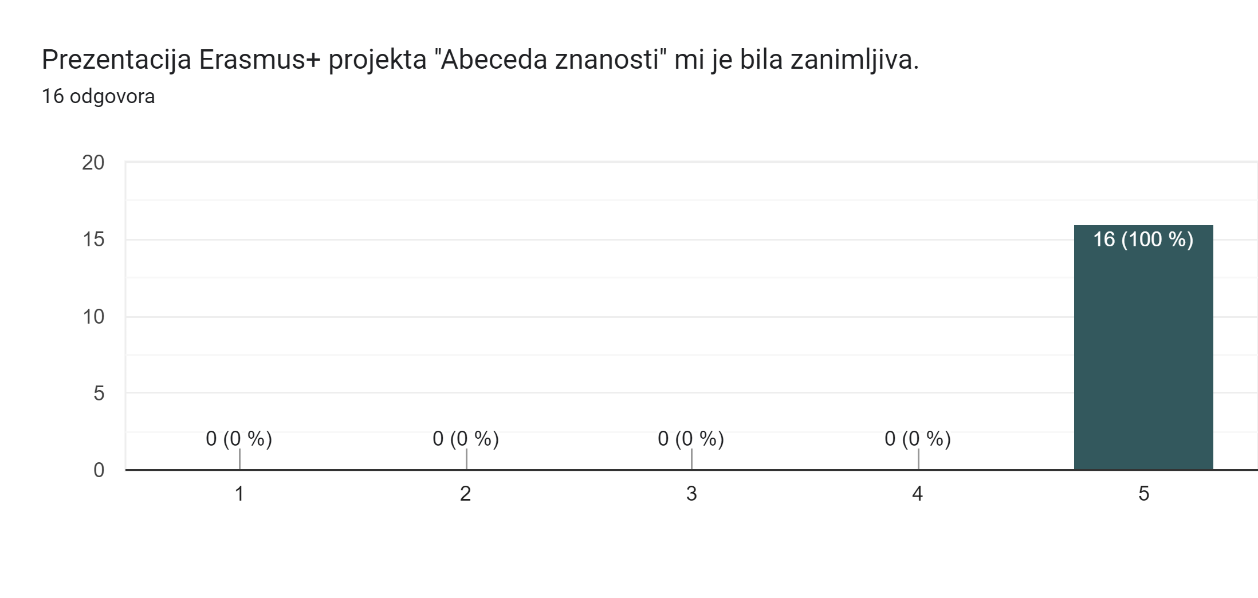 Prezentacija Erasmus+ projekta "Abeceda znanosti" mi je bila zanimljiva.
16 odgovora
20
15
10
5
0
0 (0 %)
0 (0 %)
0 (0 %)
0 (0 %)
16 (100 %)
1
2
3
4
5